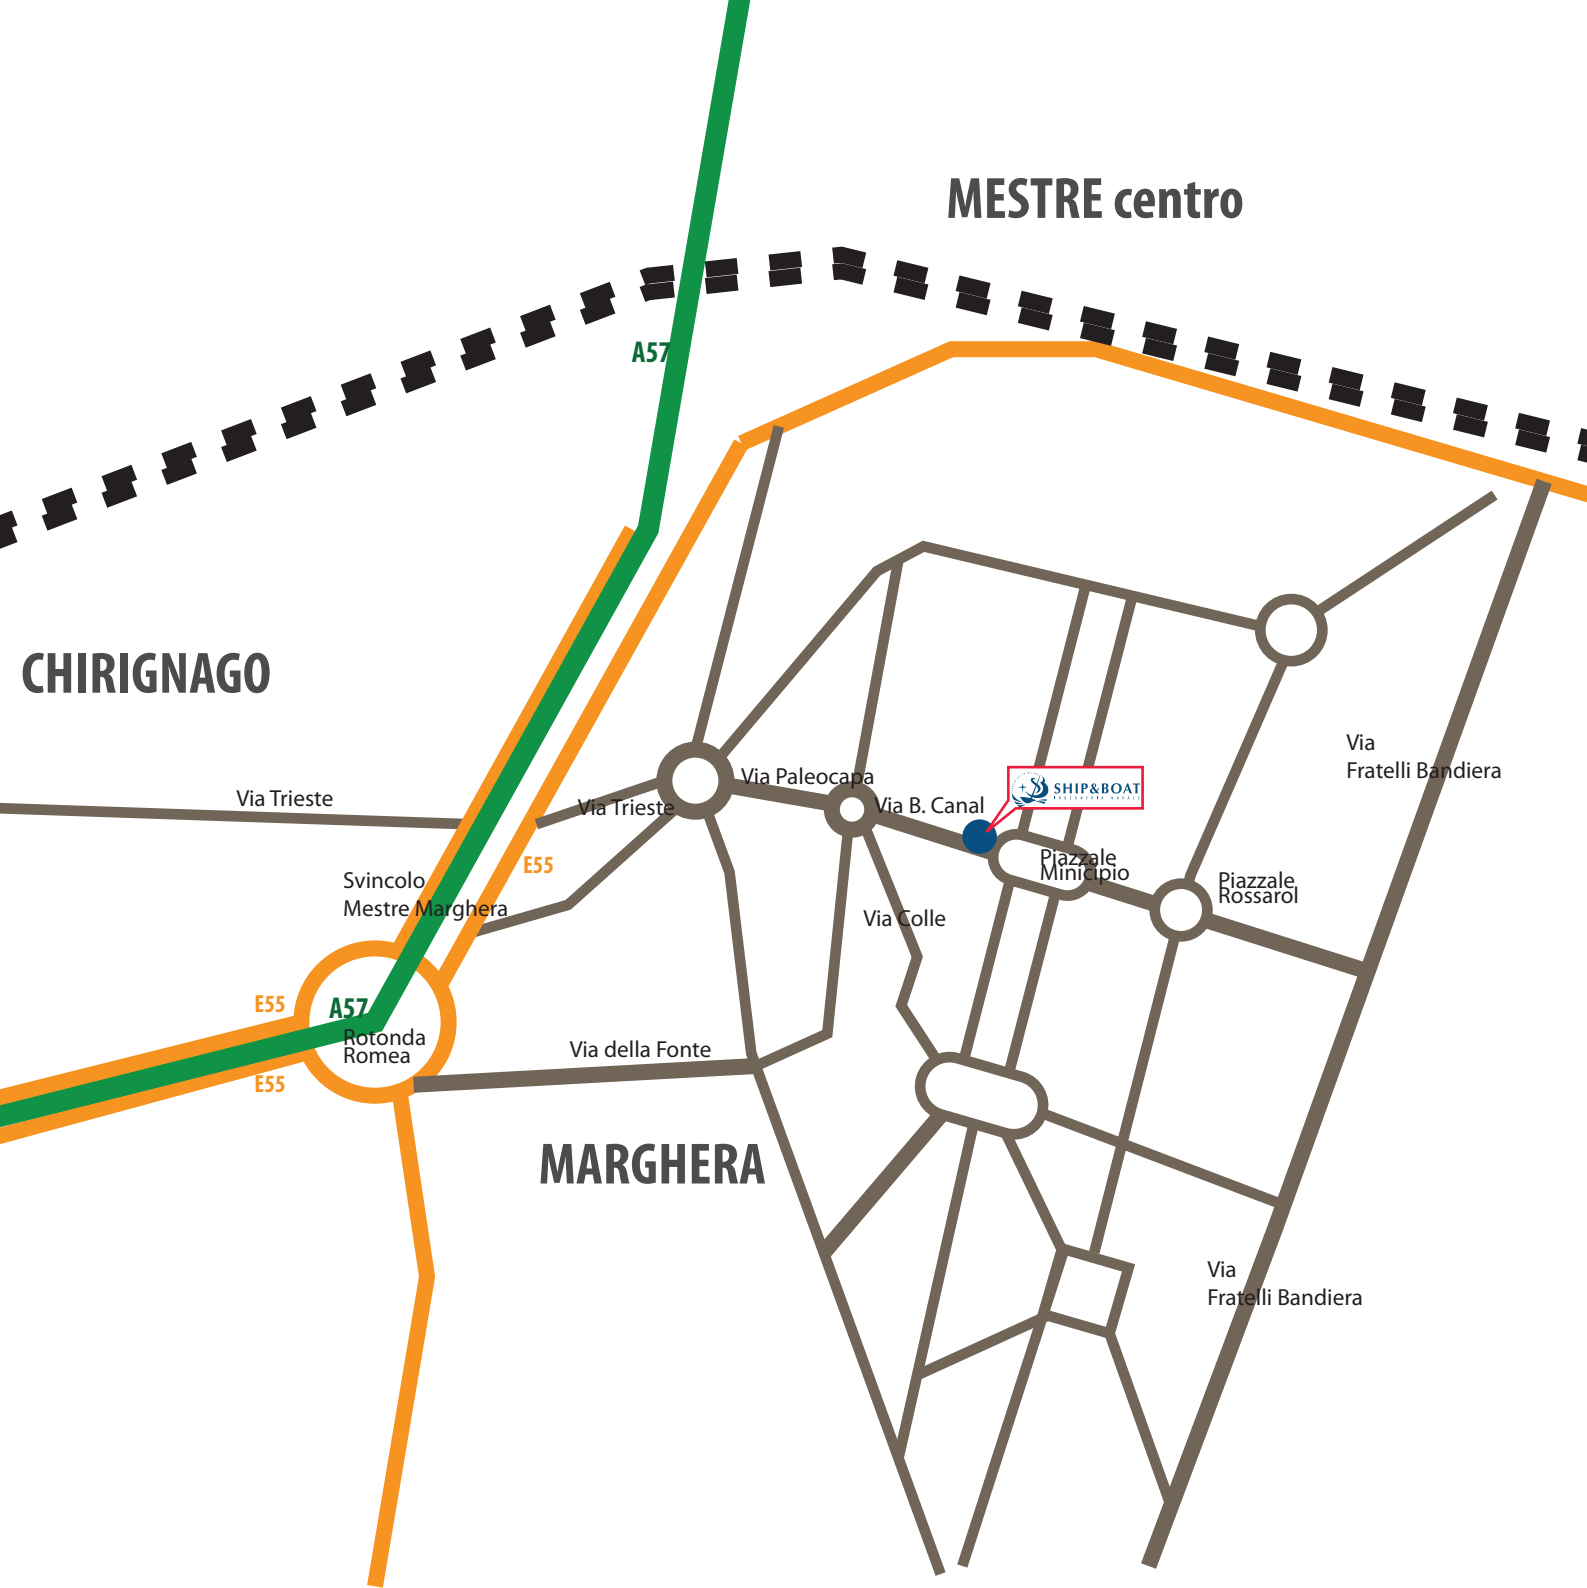 MESTRE centro
A57
CHIRIGNAGO
Via
Fratelli Bandiera
Via Paleocapa
SHIP&BOAT
Via Trieste
Via Trieste
Via B. Canal
E55
Piazzale
Minicipio
Svincolo
Mestre Marghera
Piazzale
Rossarol
Via Colle
E55
A57
Rotonda
Romea
Via della Fonte
E55
MARGHERA
Via
Fratelli Bandiera